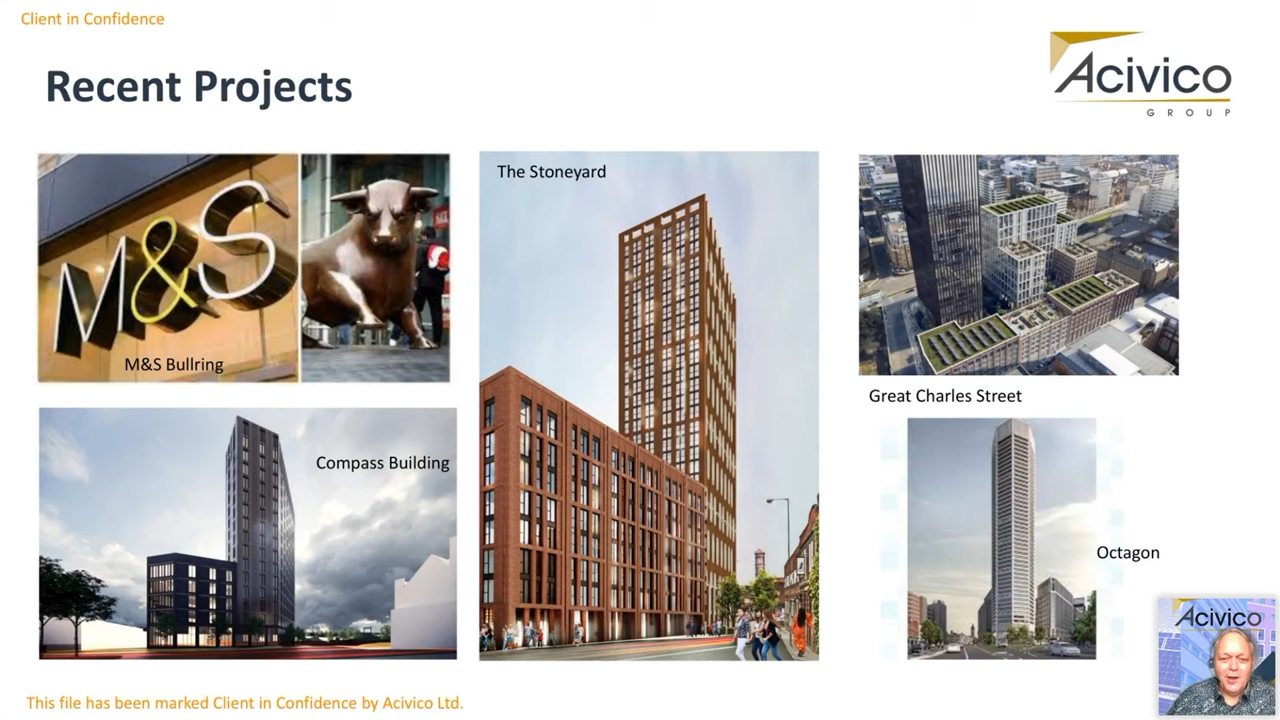 Client in Confidence
Recent Projects
Acivico
GROUP
M&S
M&S Bullring
The Stoneyard
Great Charles Street
Compass Building
Octagon
Acivico
This file has been marked Client in Confidence by Acivico Ltd.